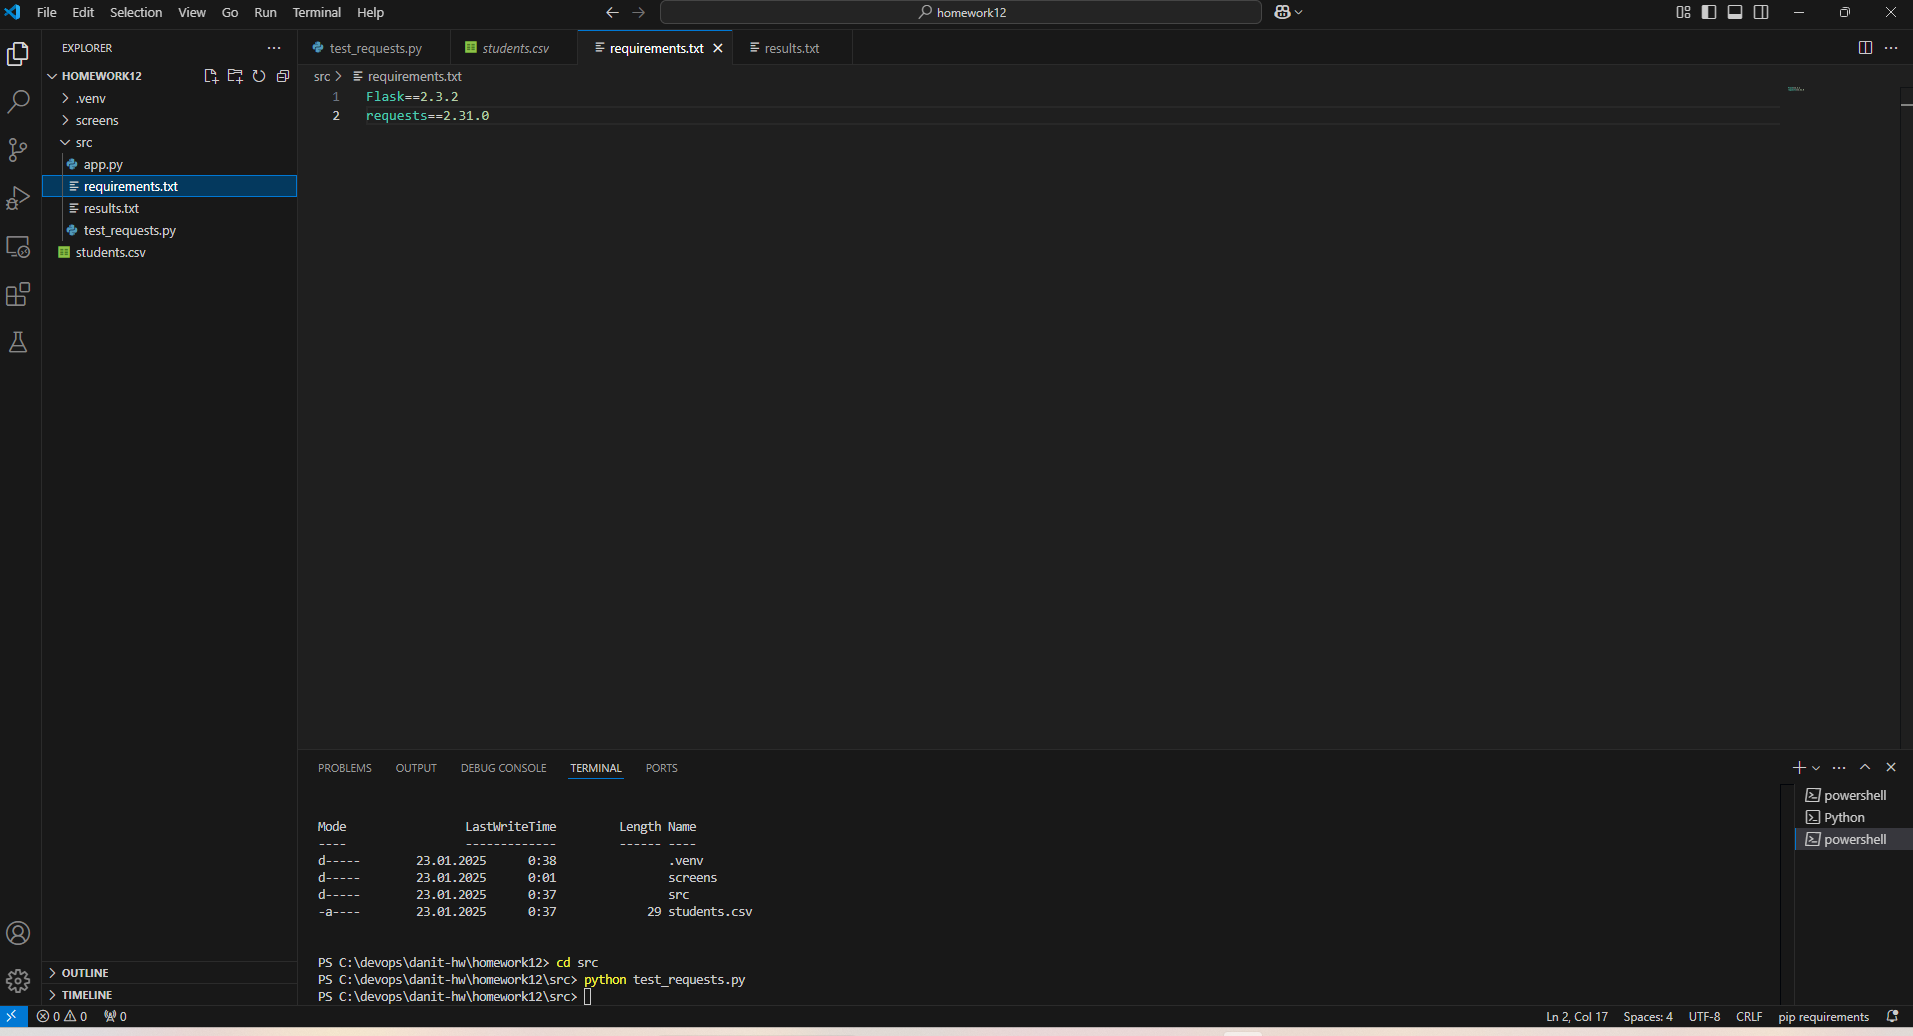 File Edit Selection View Go Run Terminal Help
homework12
EXPLORER
HOMEWORK12
.venv
screens
src
app.py
requirements.txt
results.txt
test_requests.py
students.csv
OUTLINE
TIMELINE
test_requests.py students.csv requirements.txt results.txt
src > requirements.txt
1 Flask==2.3.2
2 requests==2.31.0
PROBLEMS OUTPUT DEBUG CONSOLE TERMINAL PORTS
Mode LastWriteTime Length Name
---- ------------- ------ ----
d----- 23.01.2025 0:38 .venv
d----- 23.01.2025 0:01 screens
d----- 23.01.2025 0:37 src
-a---- 23.01.2025 0:37 29 students.csv
PS C:\devops\danit-hw\homework12> cd src
PS C:\devops\danit-hw\homework12\src> python test_requests.py
PS C:\devops\danit-hw\homework12\src>
powershell
Python
powershell
0 0 0
Ln 2, Col 17 Spaces: 4 UTF-8 CRLF pip requirements